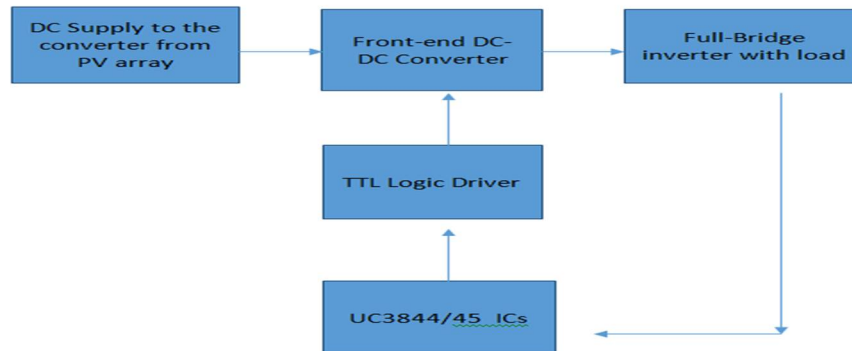 DC Supply to the
converter from
PV array
Front-end DC-
DC Converter
Full-Bridge
inverter with load
TTL Logic Driver
UC3844/45 ICs